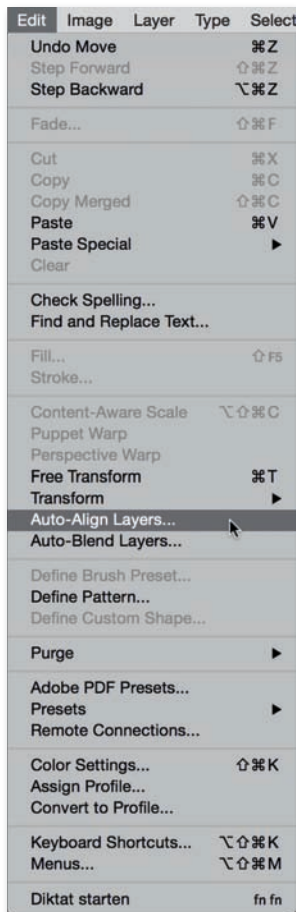 Edit Image Layer Type Select
Undo Move ⌘Z
Step Forward ⇧⌘Z
Step Backward ⌥⌘Z
Fade... ⇧⌘F
Cut ⌘X
Copy ⌘C
Copy Merged ⇧⌘C
Paste ⌘V
Paste Special ▶
Clear
Check Spelling...
Find and Replace Text...
Fill... ⇧F5
Stroke...
Content-Aware Scale ⌥⇧⌘C
Puppet Warp
Perspective Warp
Free Transform ⌘T
Transform ▶
Auto-Align Layers...
Auto-Blend Layers...
Define Brush Preset...
Define Pattern...
Define Custom Shape...
Purge ▶
Adobe PDF Presets...
Presets ▶
Remote Connections...
Color Settings... ⇧⌘K
Assign Profile...
Convert to Profile...
Keyboard Shortcuts... ⌥⇧⌘K
Menus... ⌥⇧⌘M
Diktat starten fn fn